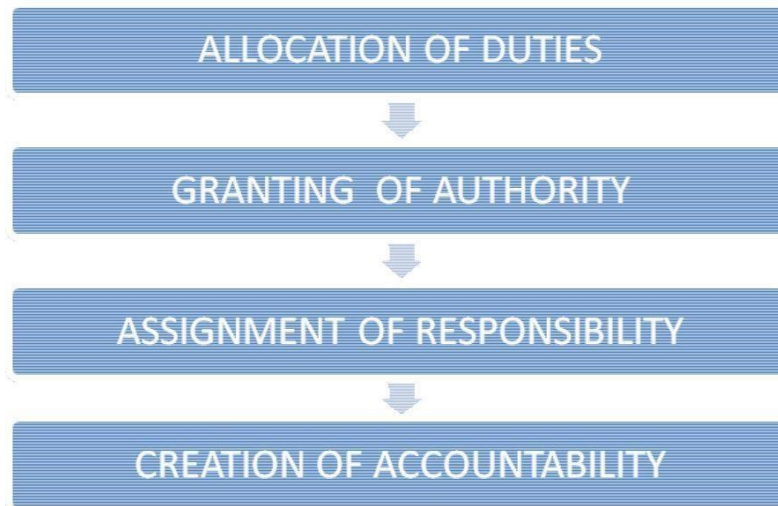 ALLOCATION OF DUTIES
GRANTING OF AUTHORITY
ASSIGNMENT OF RESPONSIBILITY
CREATION OF ACCOUNTABILITY